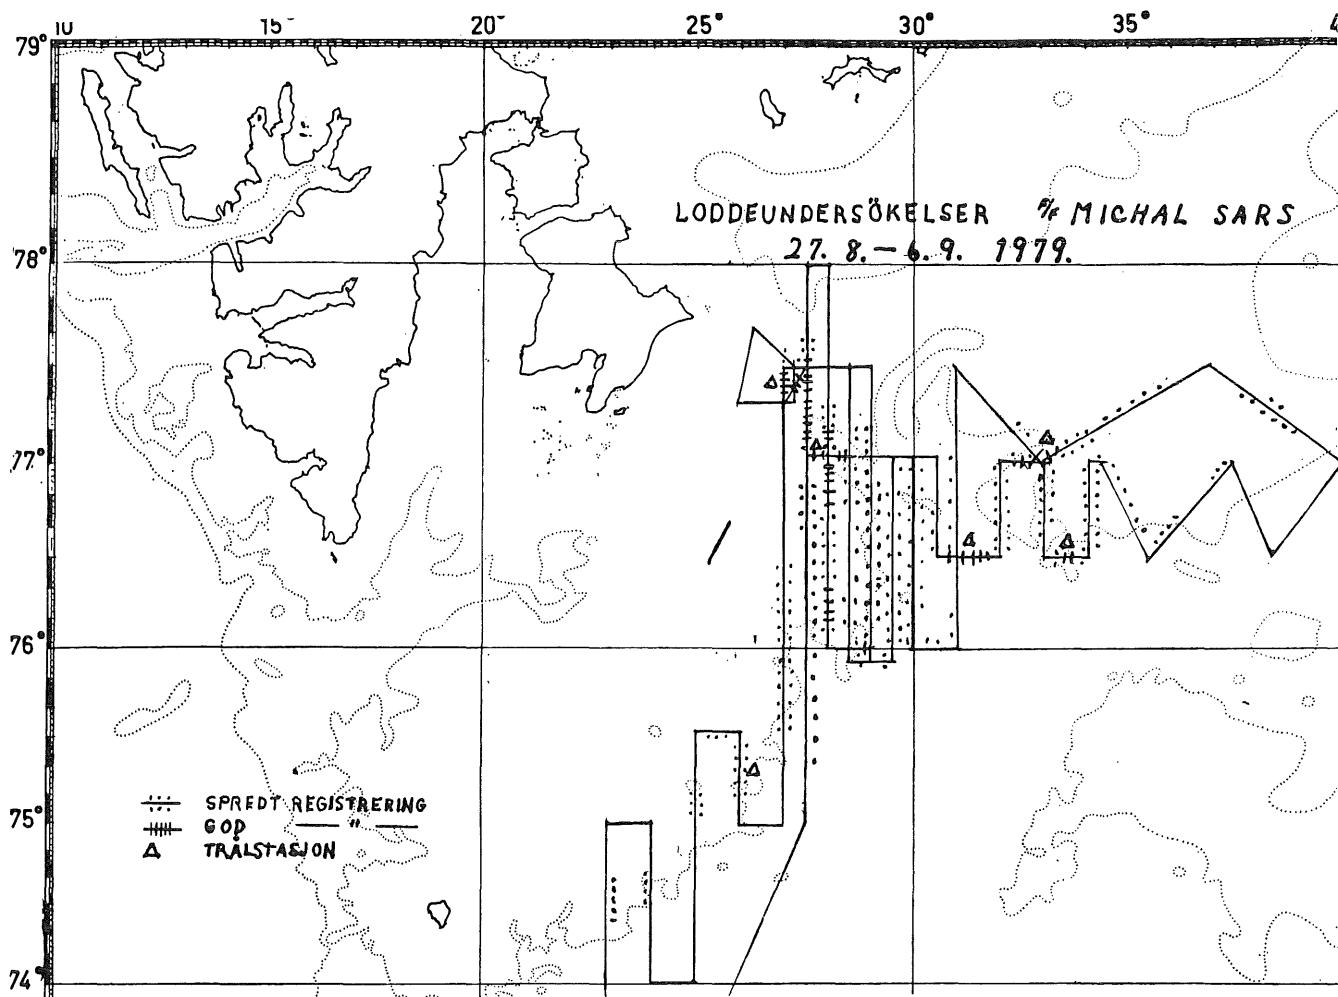 10 15° 20° 25° 30° 35° 4
79°
LODDEUNDERSÖKELSER F/F MICHAL SARS
27. 8. — 6. 9. 1979.
78°
77°
76°
75°
74°
SPREDT REGISTRERING
GOD — " —
TRÅLSTASJON